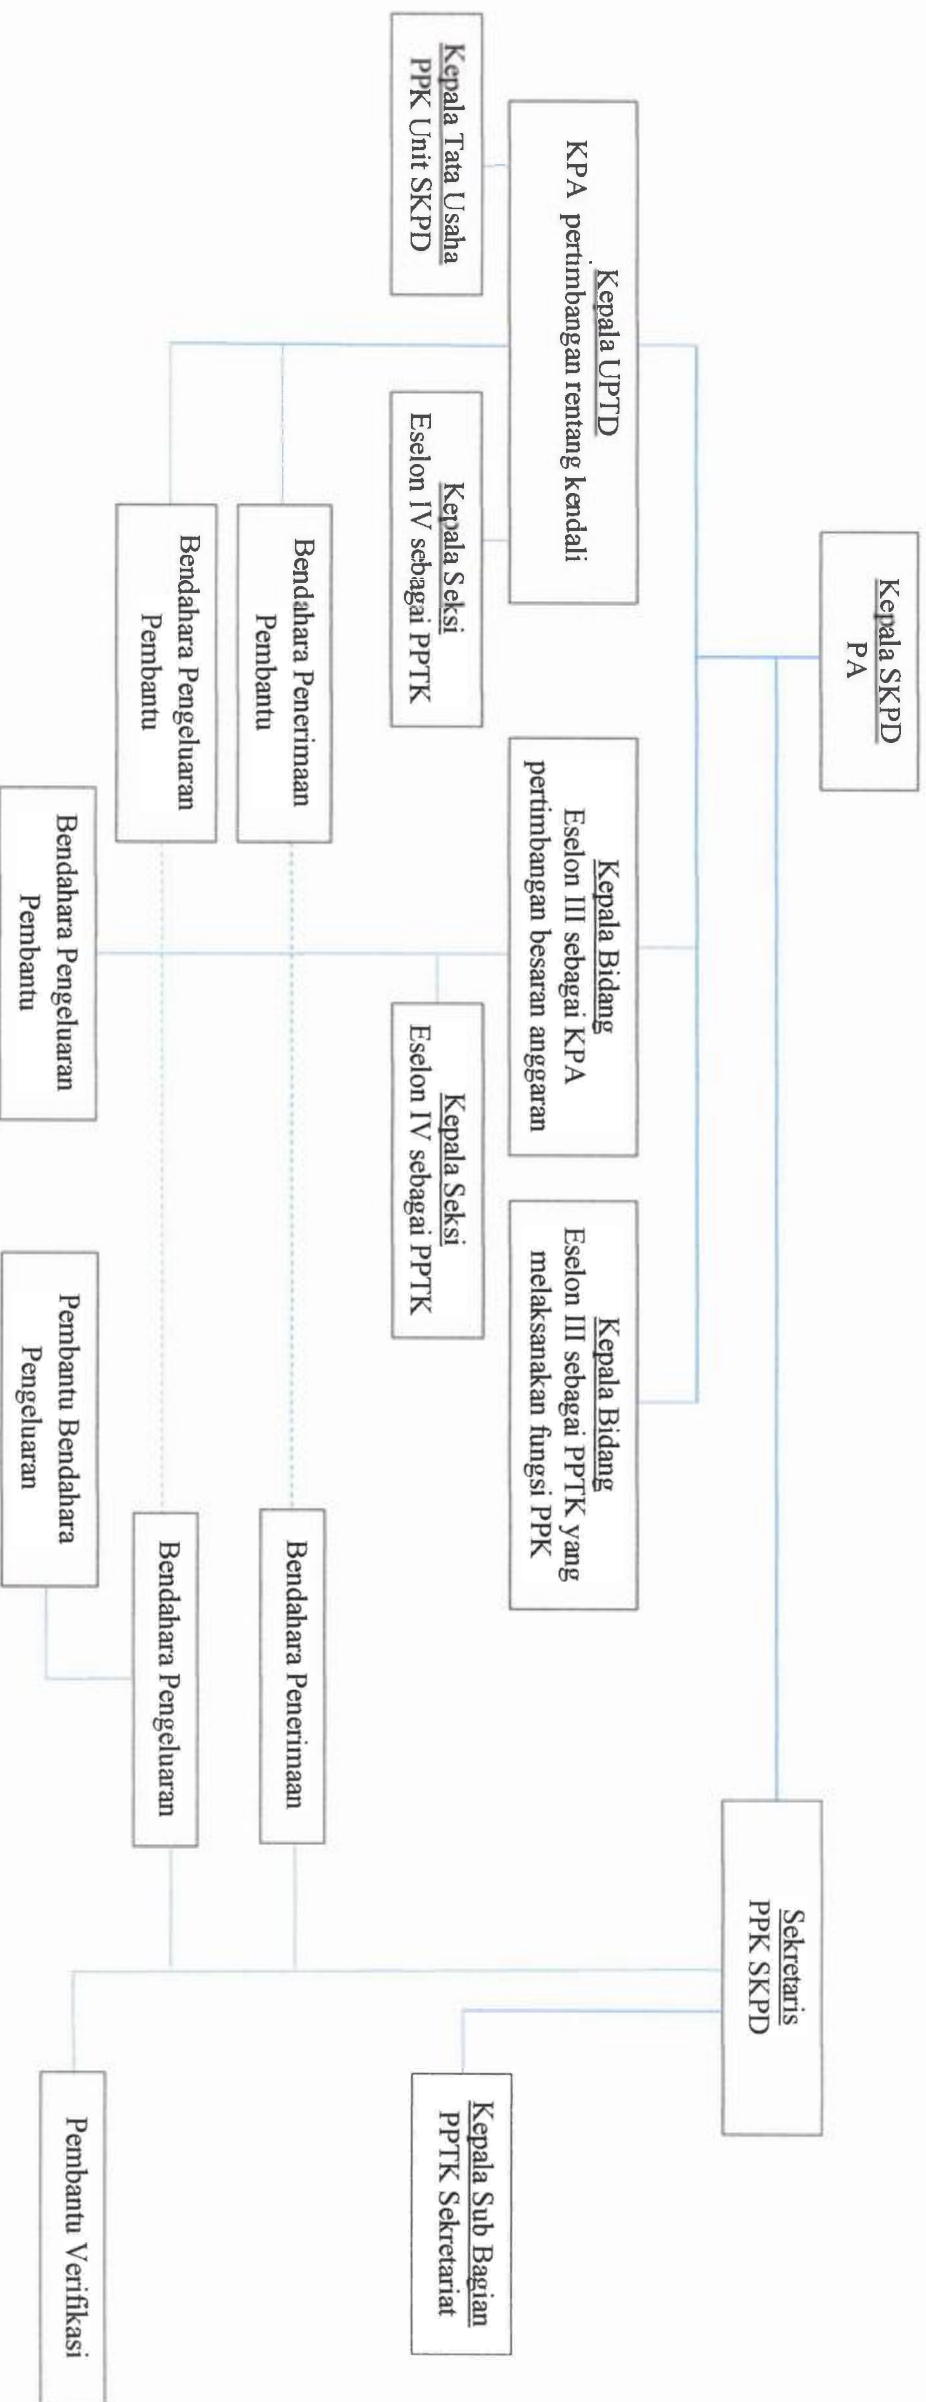 Kepala SKPD
PA
Sekretaris
PPK SKPD
Kepala UPTD
KPA pertimbangan rentang kendali
Kepala Bidang
Eselon III sebagai KPA
pertimbangan besaran anggaran
Kepala Bidang
Eselon III sebagai PPTK yang
melaksanakan fungsi PPK
Kepala Tata Usaha
PPK Unit SKPD
Kepala Seksi
Eselon IV sebagai PPTK
Kepala Seksi
Eselon IV sebagai PPTK
Kepala Sub Bagian
PPTK Sekretariat
Bendahara Penerimaan
Pembantu
Bendahara Penerimaan
Bendahara Pengeluaran
Pembantu
Bendahara Pengeluaran
Bendahara Pengeluaran
Pembantu
Pembantu Bendahara
Pengeluaran
Pembantu Verifikasi